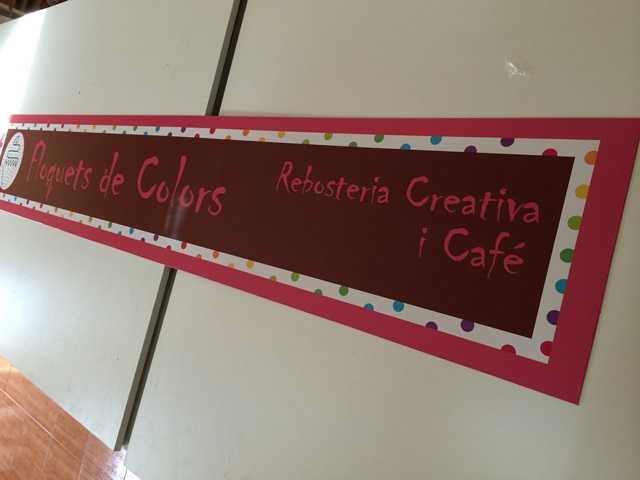 Floquets de Colors
Rebosteria Creativa
i Café